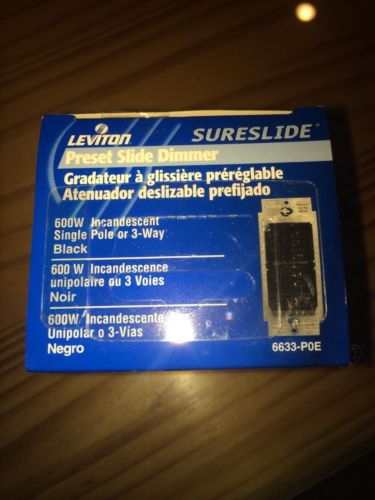 LEVITON SURESLIDE®
Preset Slide Dimmer
Gradateur à glissière préréglable
Atenuador deslizable prefijado
600W Incandescent
Single Pole or 3-Way
Black
600 W Incandescence
unipolaire ou 3 Voies
Noir
600W Incandescente
Unipolar o 3-Vías
Negro
6633-P0E